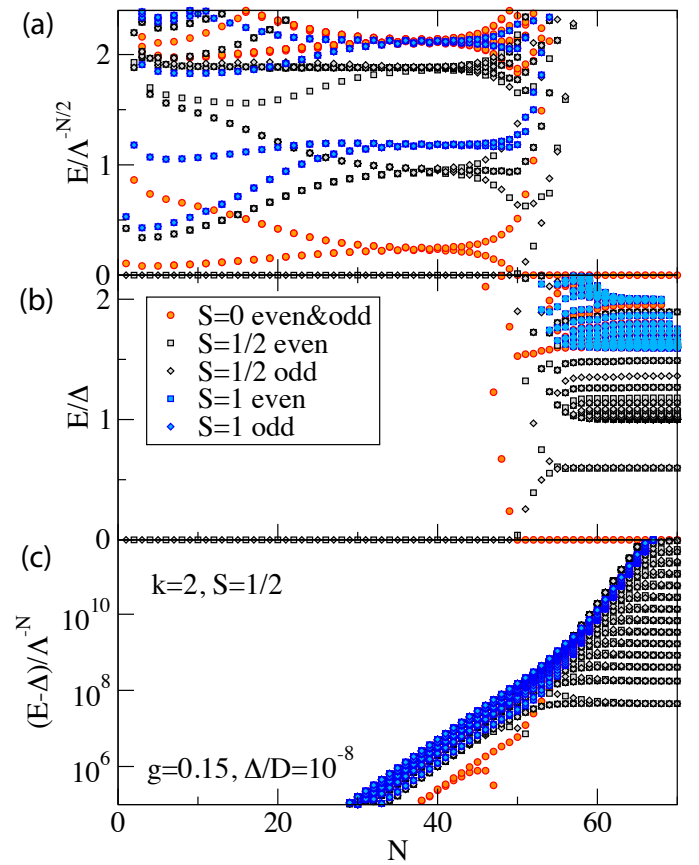 (a)
2
1
0
E/Λ^-N/2
(b)
2
1
0
E/Δ
S=0 even&odd
S=1/2 even
S=1/2 odd
S=1 even
S=1 odd
(c)
10^10
10^8
10^6
(E-Δ)/Λ^-N
k=2, S=1/2
g=0.15, Δ/D=10^-8
0 20 40 60
N